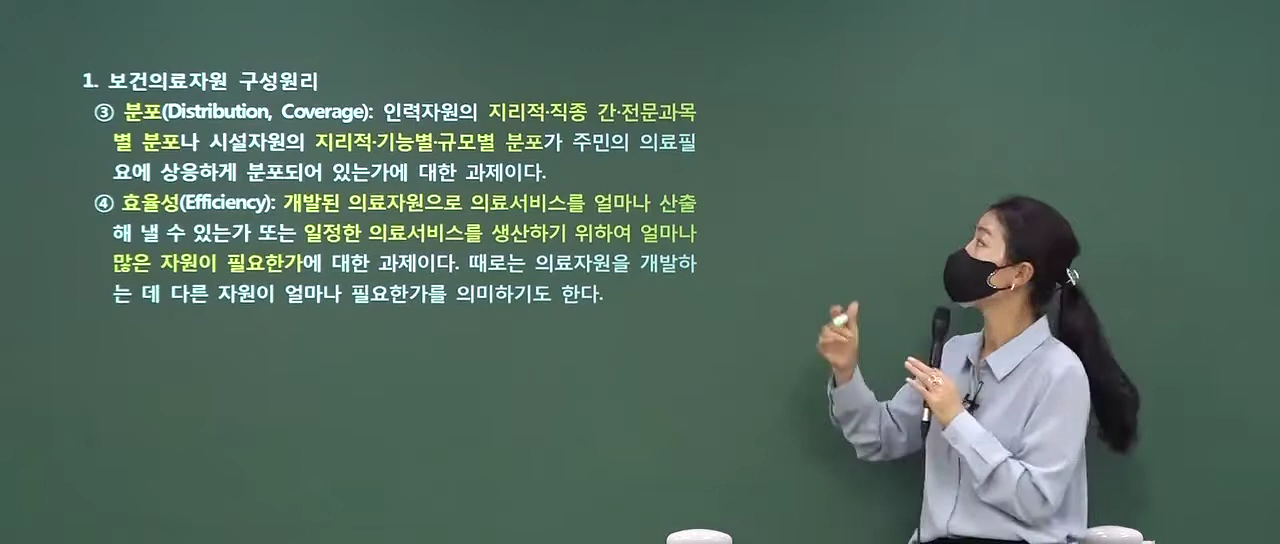 1. 보건의료자원 구성원리
③ 분포(Distribution, Coverage): 인력자원의 지리적·직종 간·전문과목
별 분포나 시설자원의 지리적·기능별·규모별 분포가 주민의 의료필
요에 상응하게 분포되어 있는가에 대한 과제이다.
④ 효율성(Efficiency): 개발된 의료자원으로 의료서비스를 얼마나 산출
해 낼 수 있는가 또는 일정한 의료서비스를 생산하기 위하여 얼마나
많은 자원이 필요한가에 대한 과제이다. 때로는 의료자원을 개발하
는 데 다른 자원이 얼마나 필요한가를 의미하기도 한다.